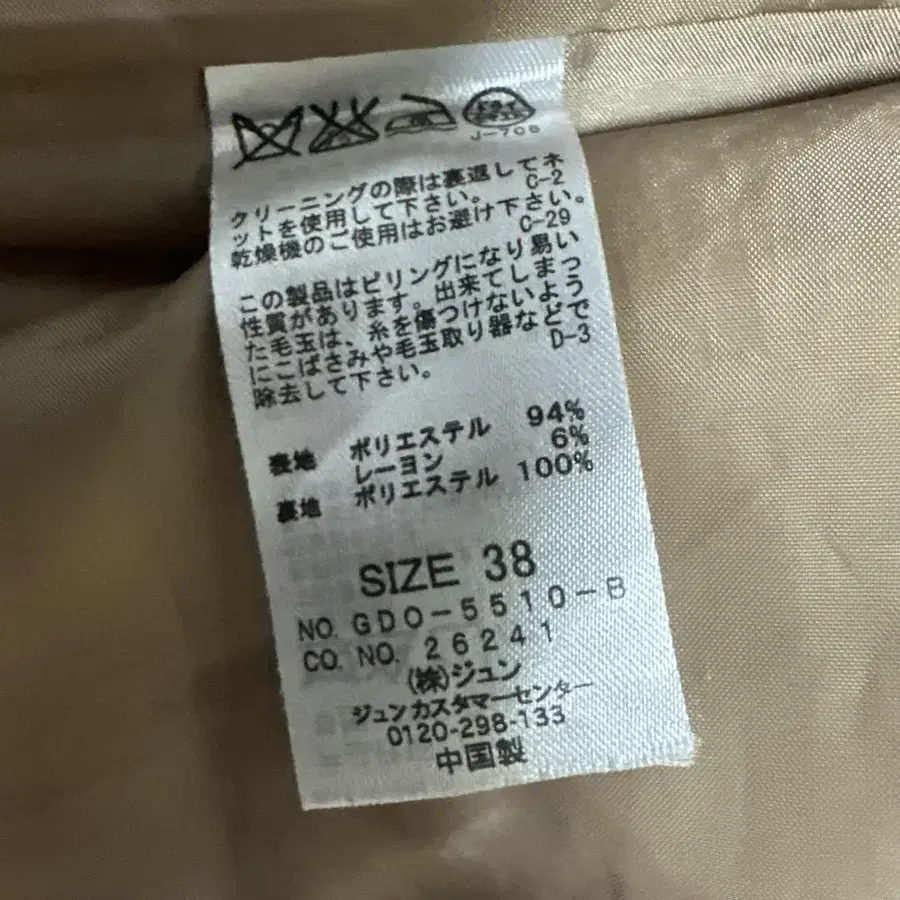 J-706
クリーニングの際は裏返してネ
ットを使用して下さい。 C-2
乾燥機のご使用はお避け下さい。
C-29
この製品はピリングになり易い
性質があります。出来てしまっ
た毛玉は、糸を傷つけないよう
にこばさみや毛玉取り器などで
除去して下さい。 D-3
表地 ポリエステル 94%
レーヨン 6%
裏地 ポリエステル 100%
SIZE 38
NO. GDO-5510-B
CO. NO. 26241
(株)ジュン
ジュンカスタマーセンター
0120-298-133
中国製